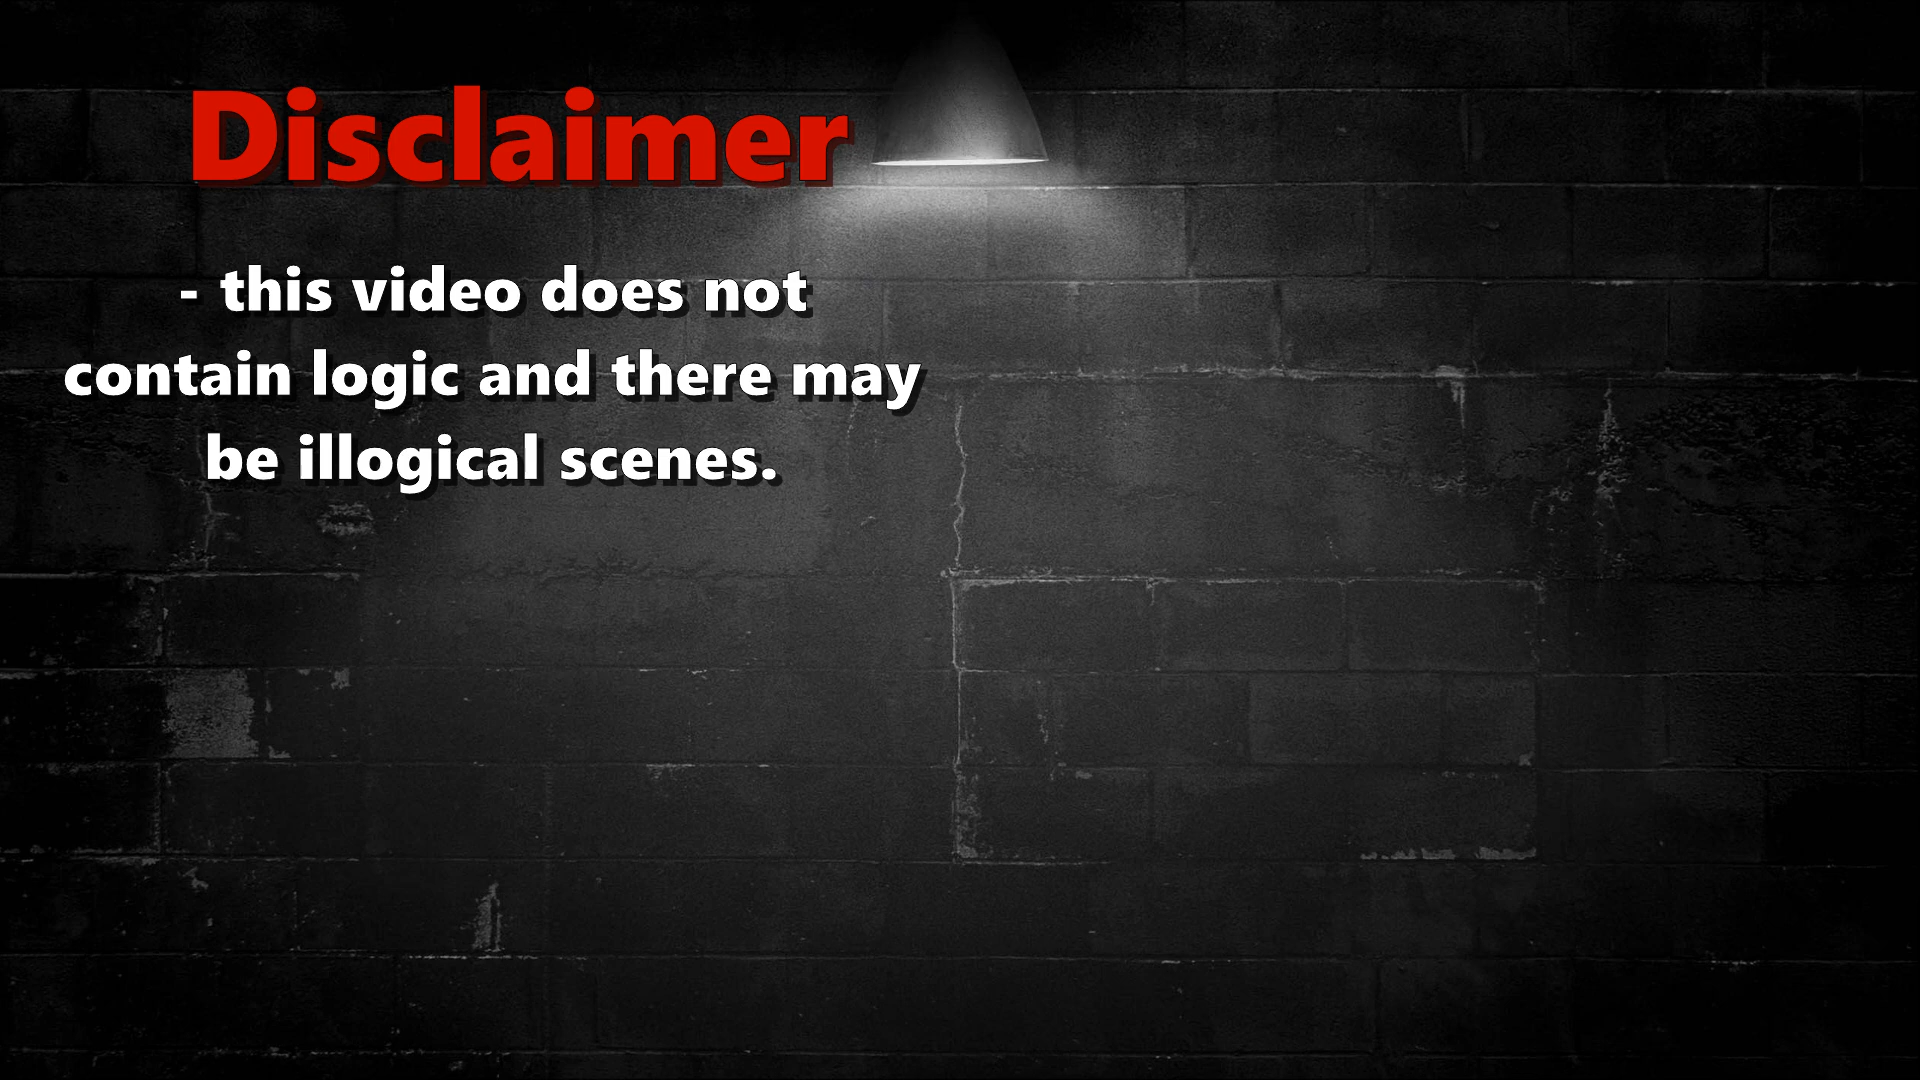 Disclaimer
- this video does not
contain logic and there may
be illogical scenes.